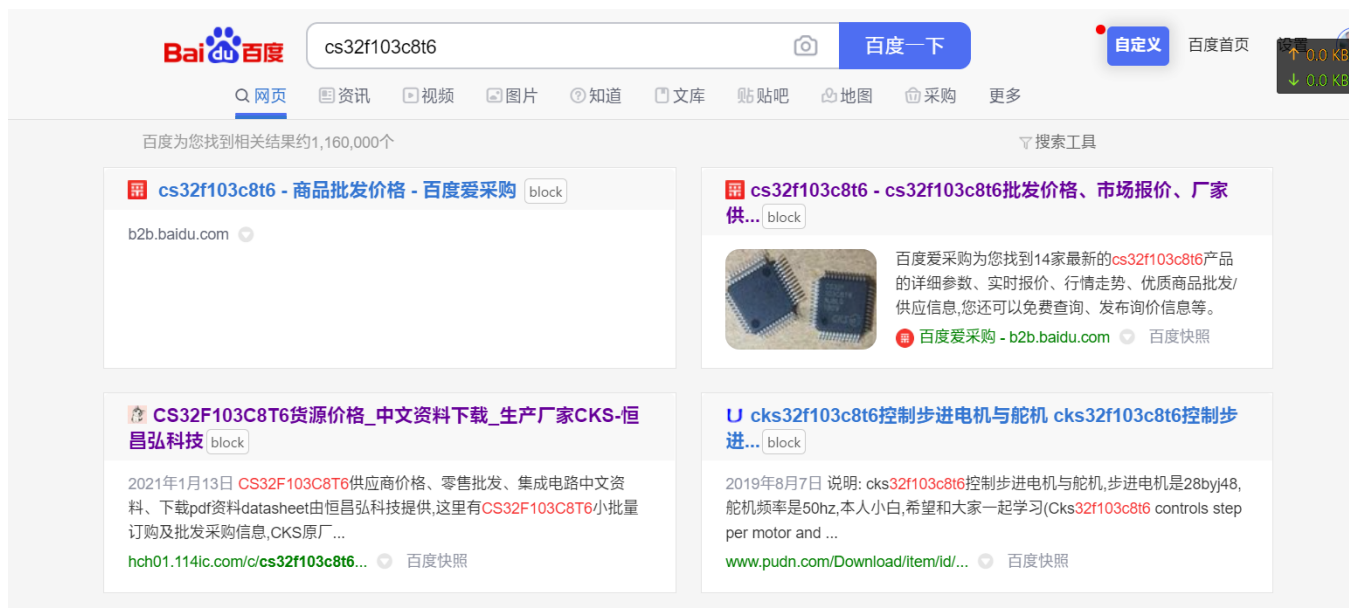 Bai du 百度
cs32f103c8t6
百度一下
自定义
百度首页
设置
↑ 0.0 KB
↓ 0.0 KB
网页
资讯
视频
图片
知道
文库
贴 贴吧
地图
采购
更多
百度为您找到相关结果约1,160,000个
搜索工具
cs32f103c8t6 - 商品批发价格 - 百度爱采购 block
b2b.baidu.com
cs32f103c8t6 - cs32f103c8t6批发价格、市场报价、厂家
供... block
百度爱采购为您找到14家最新的cs32f103c8t6产品
的详细参数、实时报价、行情走势、优质商品批发/
供应信息,您还可以免费查询、发布询价信息等。
百度爱采购 - b2b.baidu.com 百度快照
CS32F103C8T6货源价格_中文资料下载_生产厂家CKS-恒
昌弘科技 block
2021年1月13日 CS32F103C8T6供应商价格、零售批发、集成电路中文资
料、下载pdf资料datasheet由恒昌弘科技提供,这里有CS32F103C8T6小批量
订购及批发采购信息,CKS原厂...
hch01.114ic.com/c/cs32f103c8t6... 百度快照
cks32f103c8t6控制步进电机与舵机 cks32f103c8t6控制步
进... block
2019年8月7日 说明: cks32f103c8t6控制步进电机与舵机,步进电机是28byj48,
舵机频率是50hz,本人小白,希望和大家一起学习(Cks32f103c8t6 controls step
per motor and ...
www.pudn.com/Download/item/id/... 百度快照